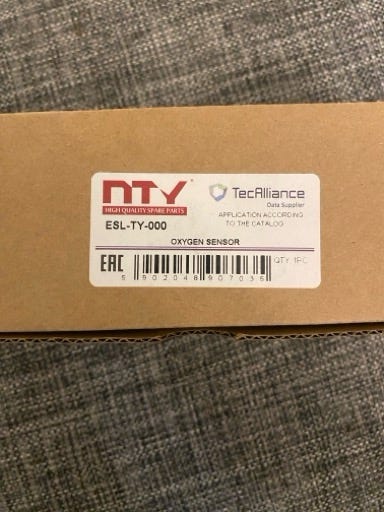 NTY
HIGH QUALITY SPARE PARTS
ESL-TY-000
TecAlliance
Data Supplier
APPLICATION ACCORDING
TO THE CATALOG
OXYGEN SENSOR
EAC
QTY. 1PC
5902048907036